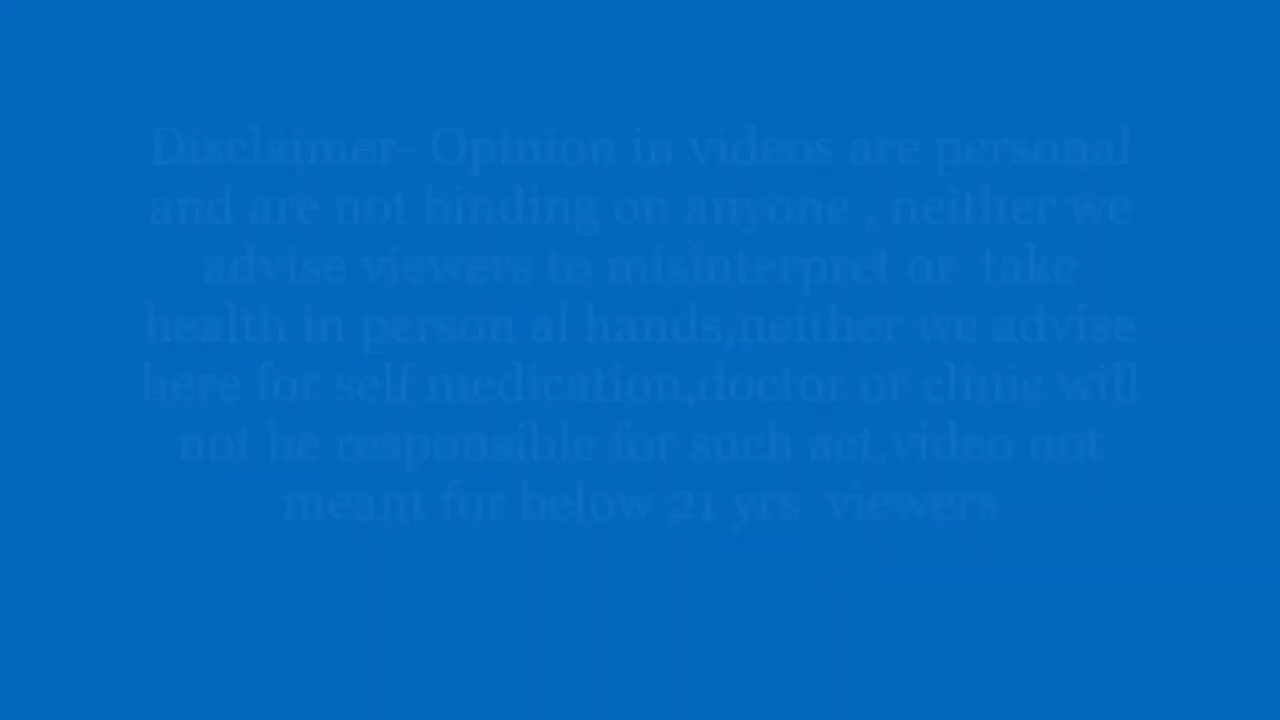 Disclaimer- Opinion in videos are personal
and are not binding on anyone , neither we
advise viewers to misinterpret or take
health in person al hands,neither we advise
here for self medication,doctor or clinic will
not be responsible for such act,video not
meant for below 21 yrs viewers